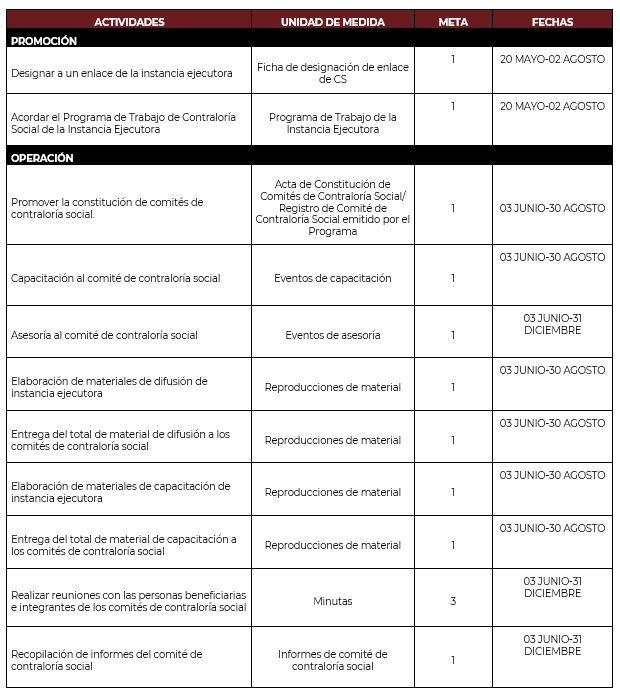 ACTIVIDADES UNIDAD DE MEDIDA META FECHAS
PROMOCIÓN
Designar a un enlace de la instancia ejecutora
Ficha de designación de enlace
de CS
1
20 MAYO-02 AGOSTO
Acordar el Programa de Trabajo de Contraloría
Social de la Instancia Ejecutora
Programa de Trabajo de la
Instancia Ejecutora
1
20 MAYO-02 AGOSTO
OPERACIÓN
Promover la constitución de comités de
contraloría social.
Acta de Constitución de
Comités de Contraloría Social/
Registro de Comité de
Contraloría Social emitido por el
Programa
1
03 JUNIO-30 AGOSTO
Capacitación al comité de contraloría social
Eventos de capacitación
1
03 JUNIO-30 AGOSTO
Asesoría al comité de contraloría social
Eventos de asesoría
1
03 JUNIO-31
DICIEMBRE
Elaboración de materiales de difusión de
instancia ejecutora
Reproducciones de material
1
03 JUNIO-30 AGOSTO
Entrega del total de material de difusión a los
comités de contraloría social
Reproducciones de material
1
03 JUNIO-30 AGOSTO
Elaboración de materiales de capacitación de
instancia ejecutora
Reproducciones de material
1
03 JUNIO-30 AGOSTO
Entrega del total de material de capacitación a
los comités de contraloría social
Reproducciones de material
1
03 JUNIO-30 AGOSTO
Realizar reuniones con las personas beneficiarias
e integrantes de los comités de contraloría social
Minutas
3
03 JUNIO-31
DICIEMBRE
Recopilación de informes del comité de
contraloría social
Informes de comité de
contraloría social
1
03 JUNIO-31
DICIEMBRE